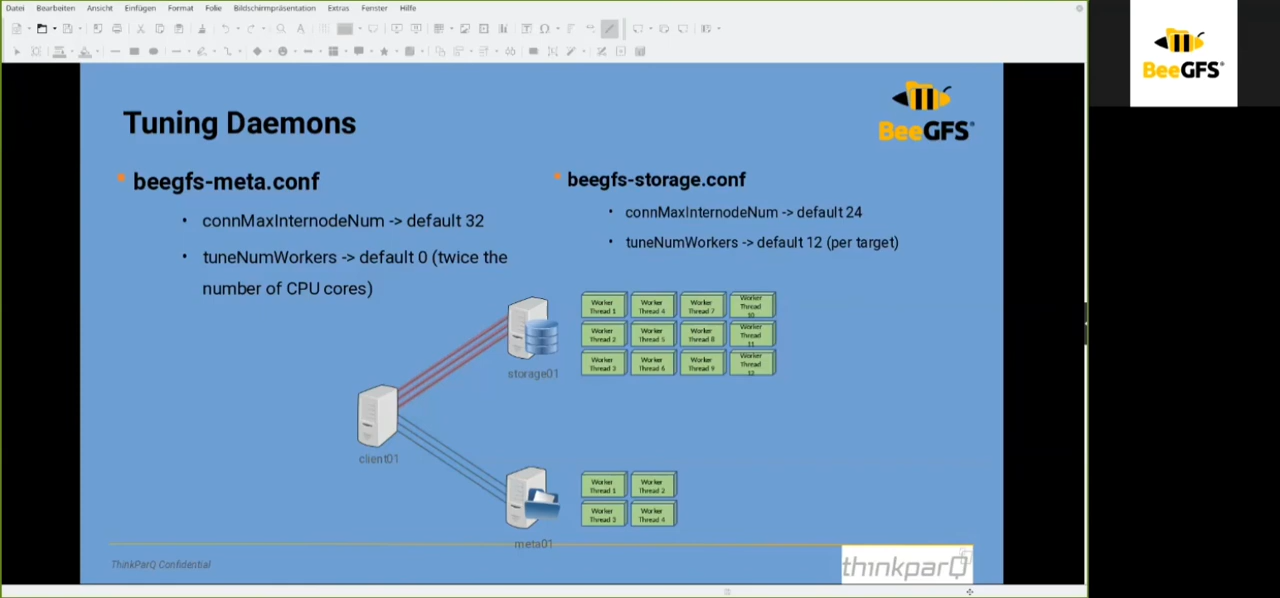 Datei Bearbeiten Ansicht Einfügen Format Folie Bildschirmpräsentation Extras Fenster Hilfe
BeeGFS®
Tuning Daemons
BeeGFS®
• beegfs-meta.conf
• connMaxInternodeNum -> default 32
• tuneNumWorkers -> default 0 (twice the
number of CPU cores)
• beegfs-storage.conf
• connMaxInternodeNum -> default 24
• tuneNumWorkers -> default 12 (per target)
Worker
Thread 1
Worker
Thread 4
Worker
Thread 7
Worker
Thread
10
Worker
Thread 2
Worker
Thread 5
Worker
Thread 8
Worker
Thread
11
Worker
Thread 3
Worker
Thread 6
Worker
Thread 9
Worker
Thread
12
storage01
client01
Worker
Thread 1
Worker
Thread 2
Worker
Thread 3
Worker
Thread 4
meta01
ThinkParQ Confidential
thinkparQ